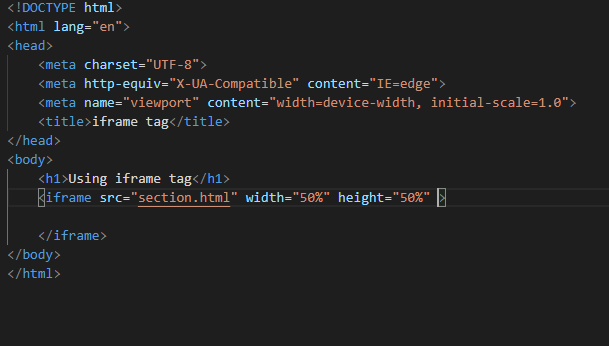 <!DOCTYPE html>
<html lang="en">
<head>
    <meta charset="UTF-8">
    <meta http-equiv="X-UA-Compatible" content="IE=edge">
    <meta name="viewport" content="width=device-width, initial-scale=1.0">
    <title>iframe tag</title>
</head>
<body>
    <h1>Using iframe tag</h1>
    <iframe src="section.html" width="50%" height="50%" >

    </iframe>
</body>
</html>